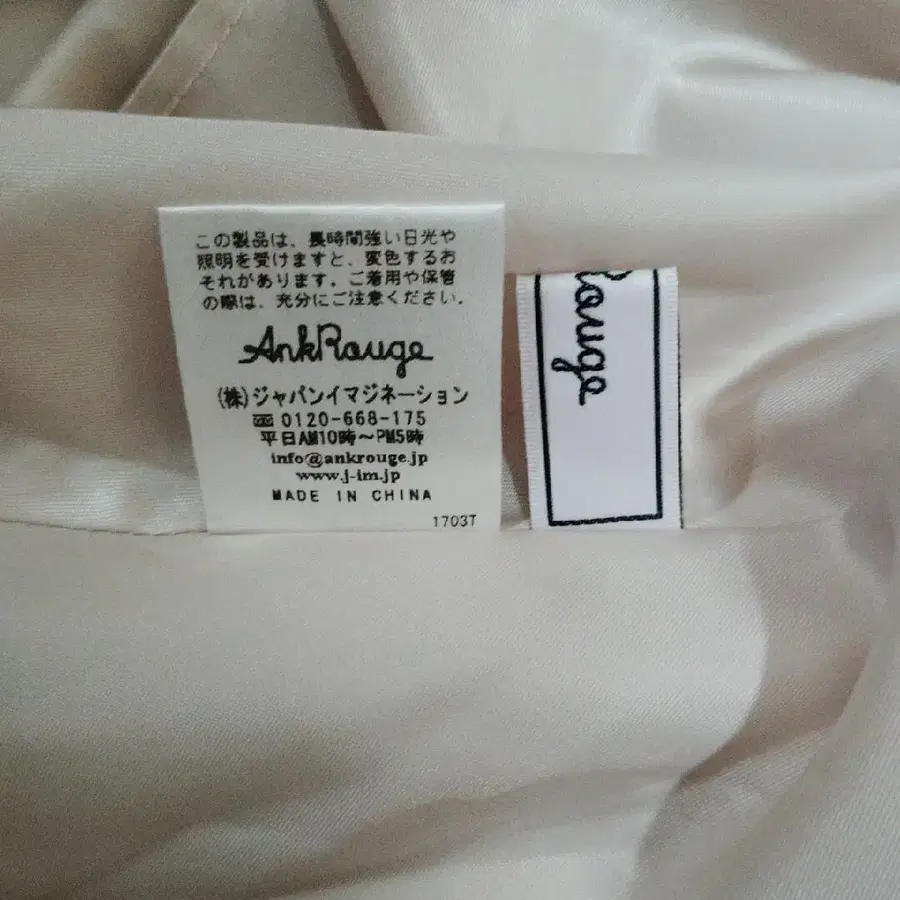 この製品は、長時間強い日光や
照明を受けますと、変色するお
それがあります。ご着用や保管
の際は、充分にご注意ください。
AnkRouge
(株)ジャパンイマジネーション
0120-668-175
平日AM10時～PM5時
info@ankrouge.jp
www.j-im.jp
MADE IN CHINA
1703T
Rouge